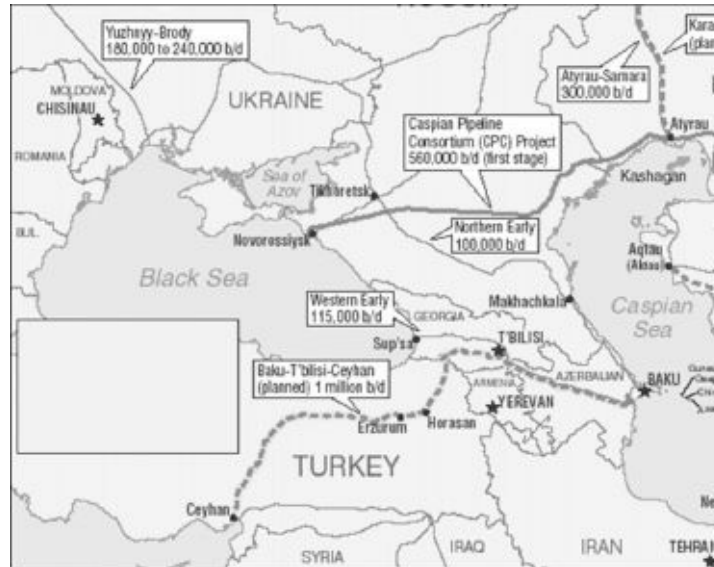 Yuzhnyy-Brody
180,000 to 240,000 b/d
MOLDOVA
CHISINAU
ROMANIA
BUL.
UKRAINE
Sea of
Azov
Tikhoretsk
Novorossiysk
Black Sea
Atyrau-Samara
300,000 b/d
Caspian Pipeline
Consortium (CPC) Project
560,000 b/d (first stage)
Atyrau
Kashagan
Northern Early
100,000 b/d
Aqtau
(Aktau)
Makhachkala
Caspian
Sea
Western Early
115,000 b/d
GEORGIA
Sup'sa
T'BILISI
Baku-T'bilisi-Ceyhan
(planned) 1 million b/d
ARMENIA
AZERBAIJAN
BAKU
YEREVAN
Erzurum
Horasan
TURKEY
Ceyhan
SYRIA
IRAQ
IRAN
TEHRAN